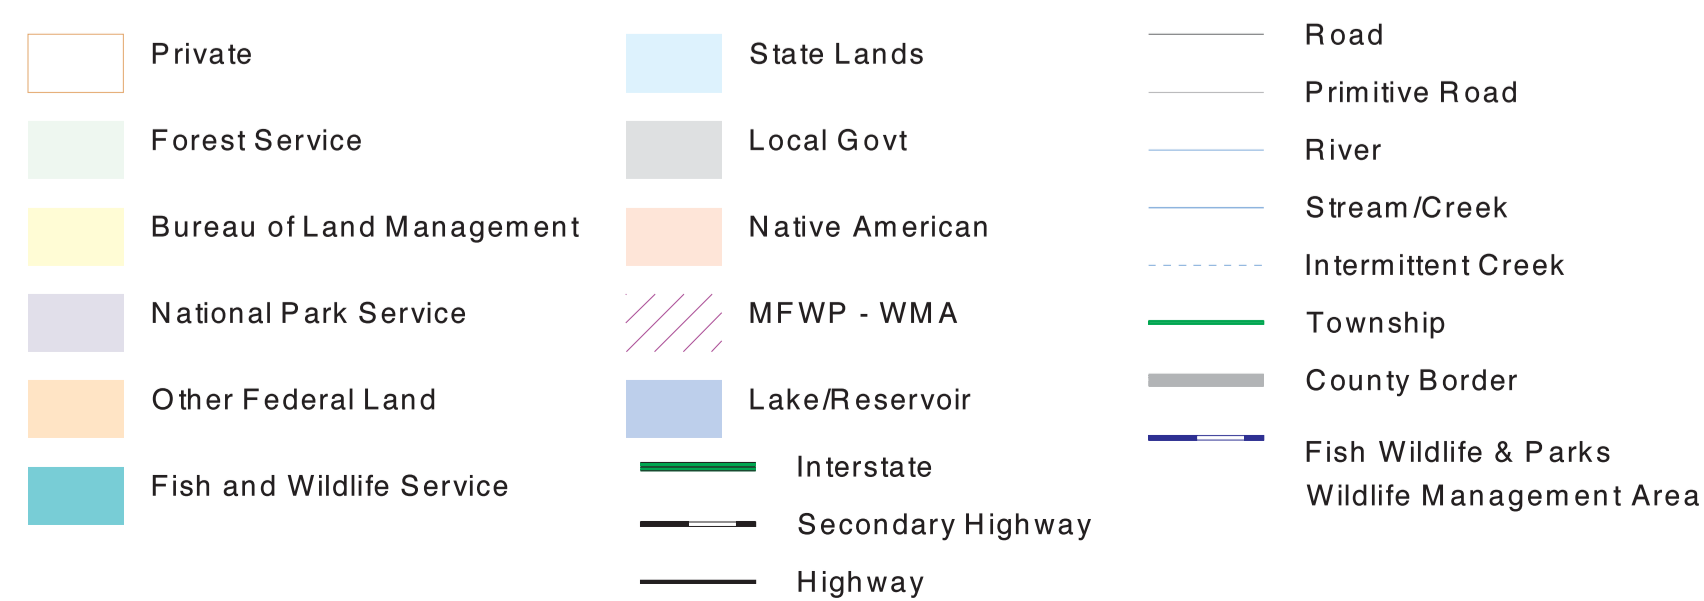 Private
Forest Service
Bureau of Land Management
National Park Service
Other Federal Land
Fish and Wildlife Service
State Lands
Local Govt
Native American
MFWP - WMA
Lake/Reservoir
Interstate
Secondary Highway
Highway
Road
Primitive Road
River
Stream/Creek
Intermittent Creek
Township
County Border
Fish Wildlife & Parks
Wildlife Management Area